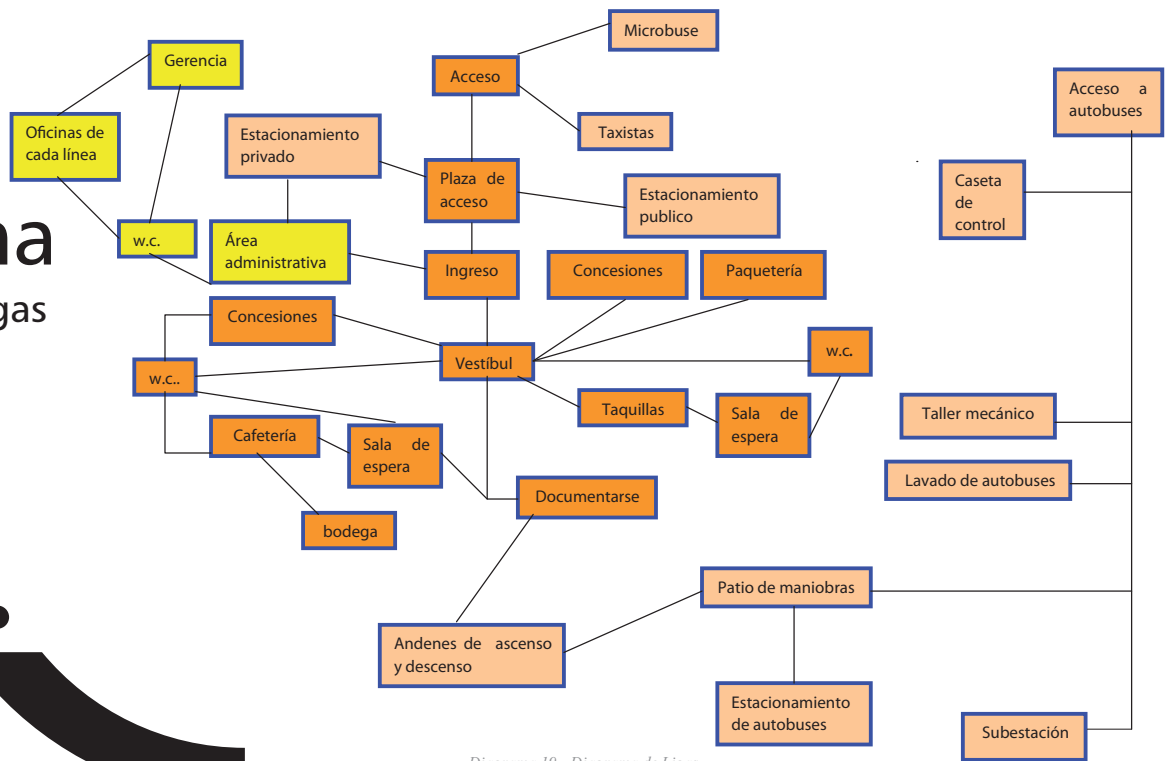 Microbuse
Gerencia
Acceso
Acceso a
autobuses
Oficinas de
cada línea
Estacionamiento
privado
Taxistas
Plaza de
acceso
Estacionamiento
publico
Caseta
de
control
na
gas
w.c.
Área
administrativa
Ingreso
Concesiones
Paquetería
Concesiones
Vestíbul
w.c.
w.c..
Taquillas
Sala de
espera
Taller mecánico
Cafetería
Sala de
espera
Lavado de autobuses
Documentarse
bodega
Patio de maniobras
Andenes de ascenso
y descenso
Estacionamiento
de autobuses
Subestación